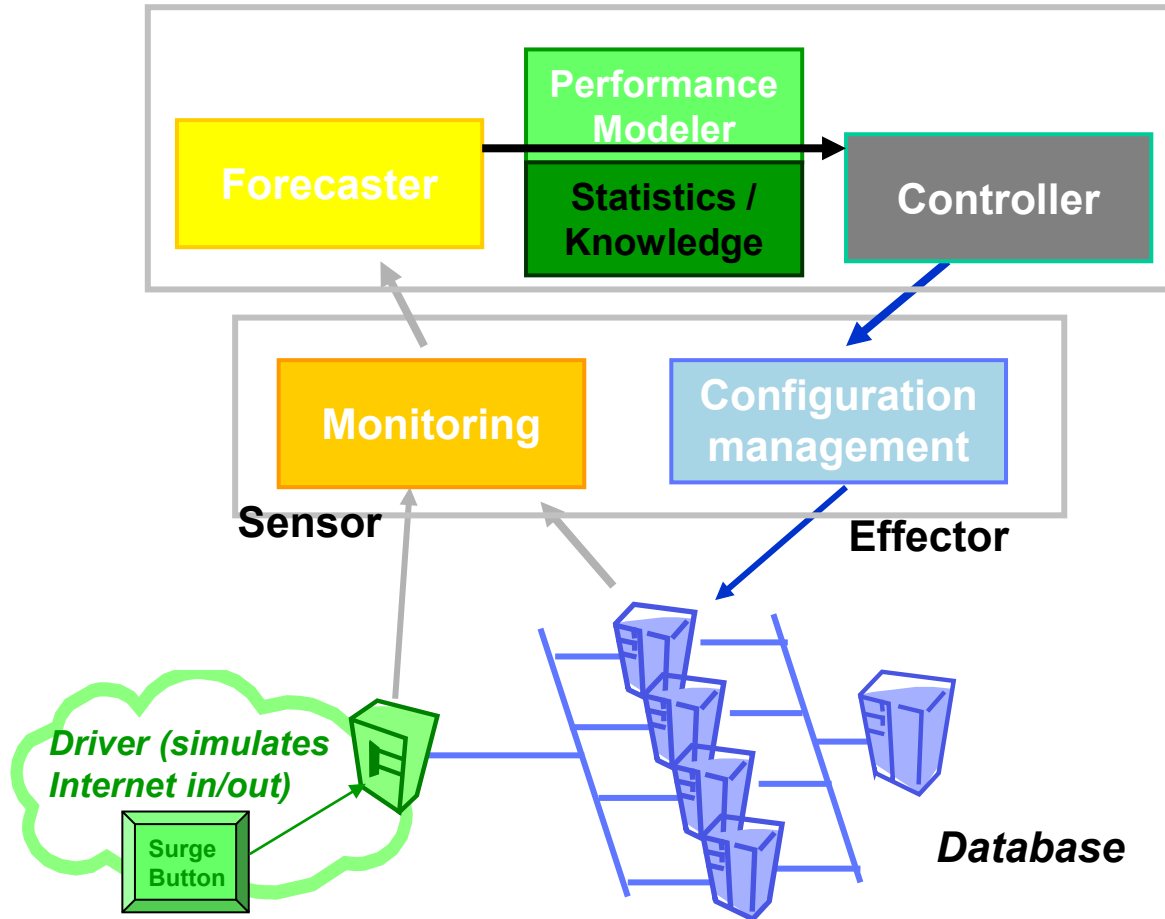 Performance
Modeler
Forecaster
Statistics /
Knowledge
Controller
Monitoring
Configuration
management
Sensor
Effector
Driver (simulates
Internet in/out)
Surge
Button
Database